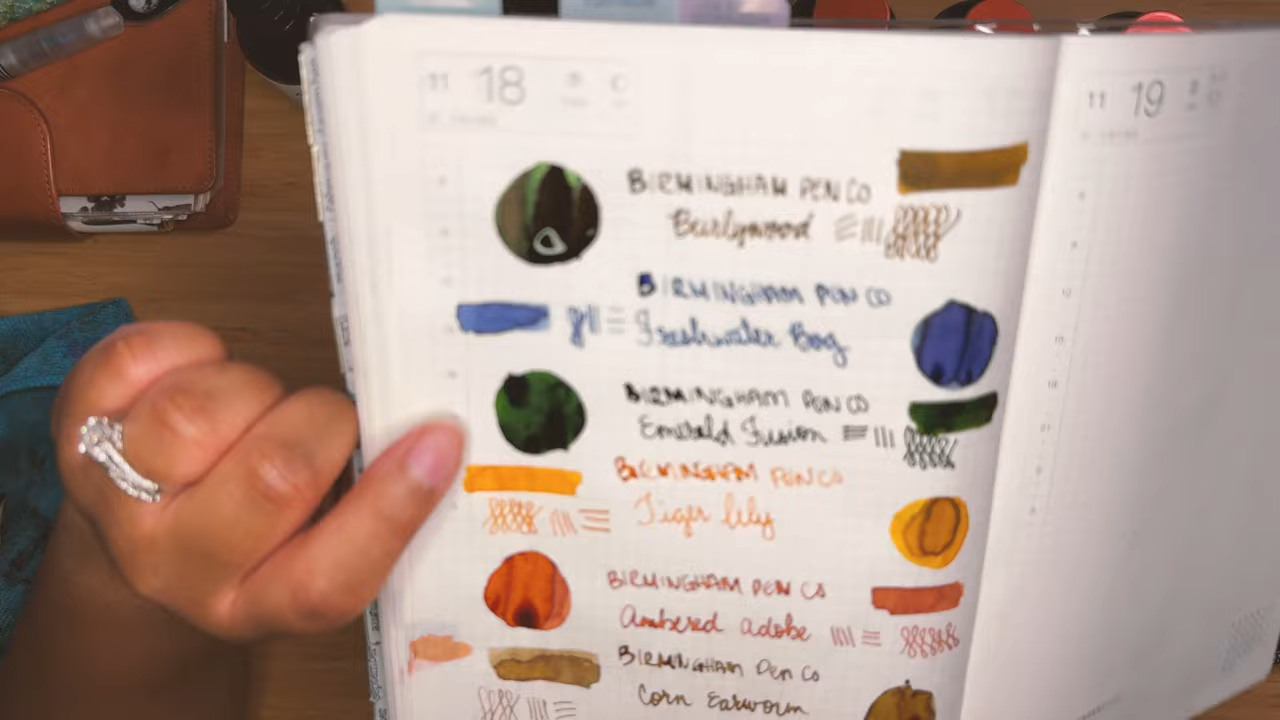 11 18
11 19
BIRMINGHAM PEN CO
Burlywood
BIRMINGHAM PEN CO
Freshwater Bog
BIRMINGHAM PEN CO
Emerald Fusion
BIRMINGHAM PEN CO
Tiger lily
BIRMINGHAM PEN CO
Ambered adobe
BIRMINGHAM Pen Co
Corn Earworm